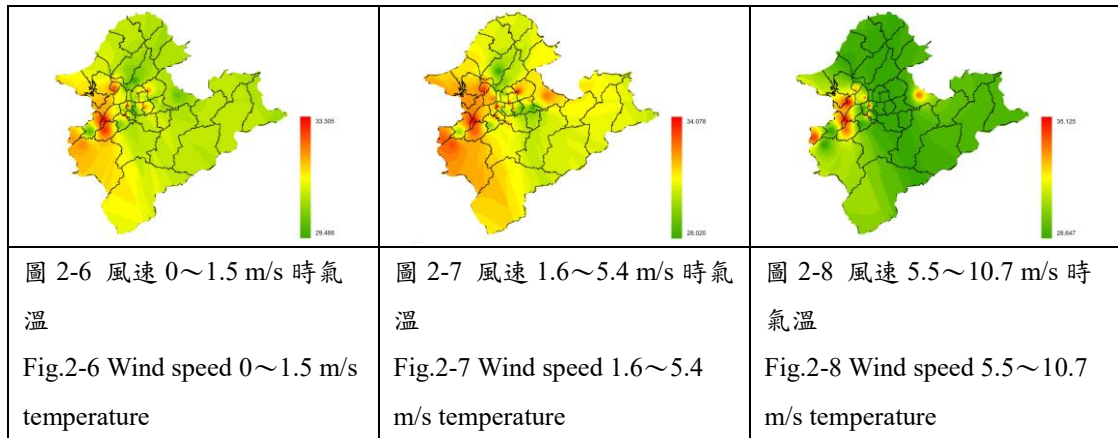 33.305
29.488
34.078
28.020
35.125
28.647
圖 2-6 風速 0～1.5 m/s 時氣
溫
Fig.2-6 Wind speed 0～1.5 m/s
temperature
圖 2-7 風速 1.6～5.4 m/s 時氣
溫
Fig.2-7 Wind speed 1.6～5.4
m/s temperature
圖 2-8 風速 5.5～10.7 m/s 時
氣溫
Fig.2-8 Wind speed 5.5～10.7
m/s temperature